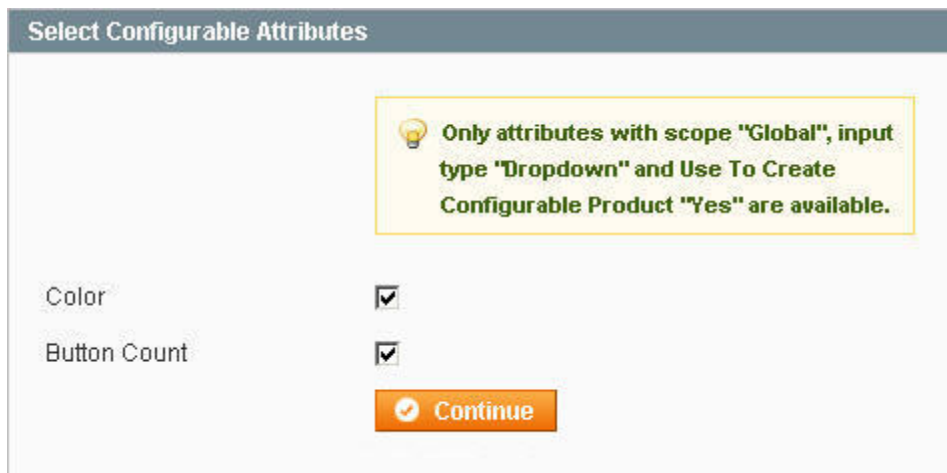 Select Configurable Attributes
Only attributes with scope "Global", input
type "Dropdown" and Use To Create
Configurable Product "Yes" are available.
Color
Button Count
Continue